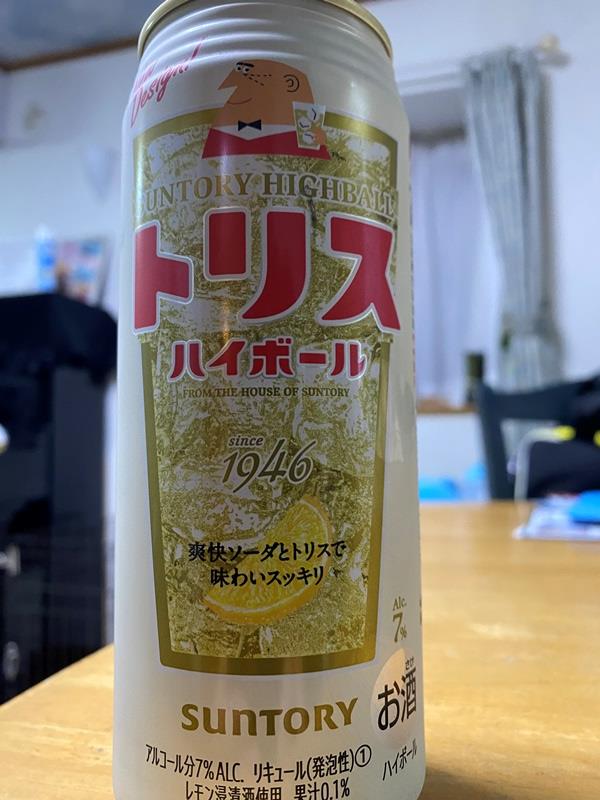 Design!
SUNTORY HIGHBALL
トリス
ハイボール
FROM THE HOUSE OF SUNTORY
since
1946
爽快ソーダとトリスで
味わいスッキリ
Alc.
7%
さけ
お酒
SUNTORY
ハイボール
アルコール分7% ALC. リキュール(発泡性)①
レモン浸漬酒使用 果汁0.1%